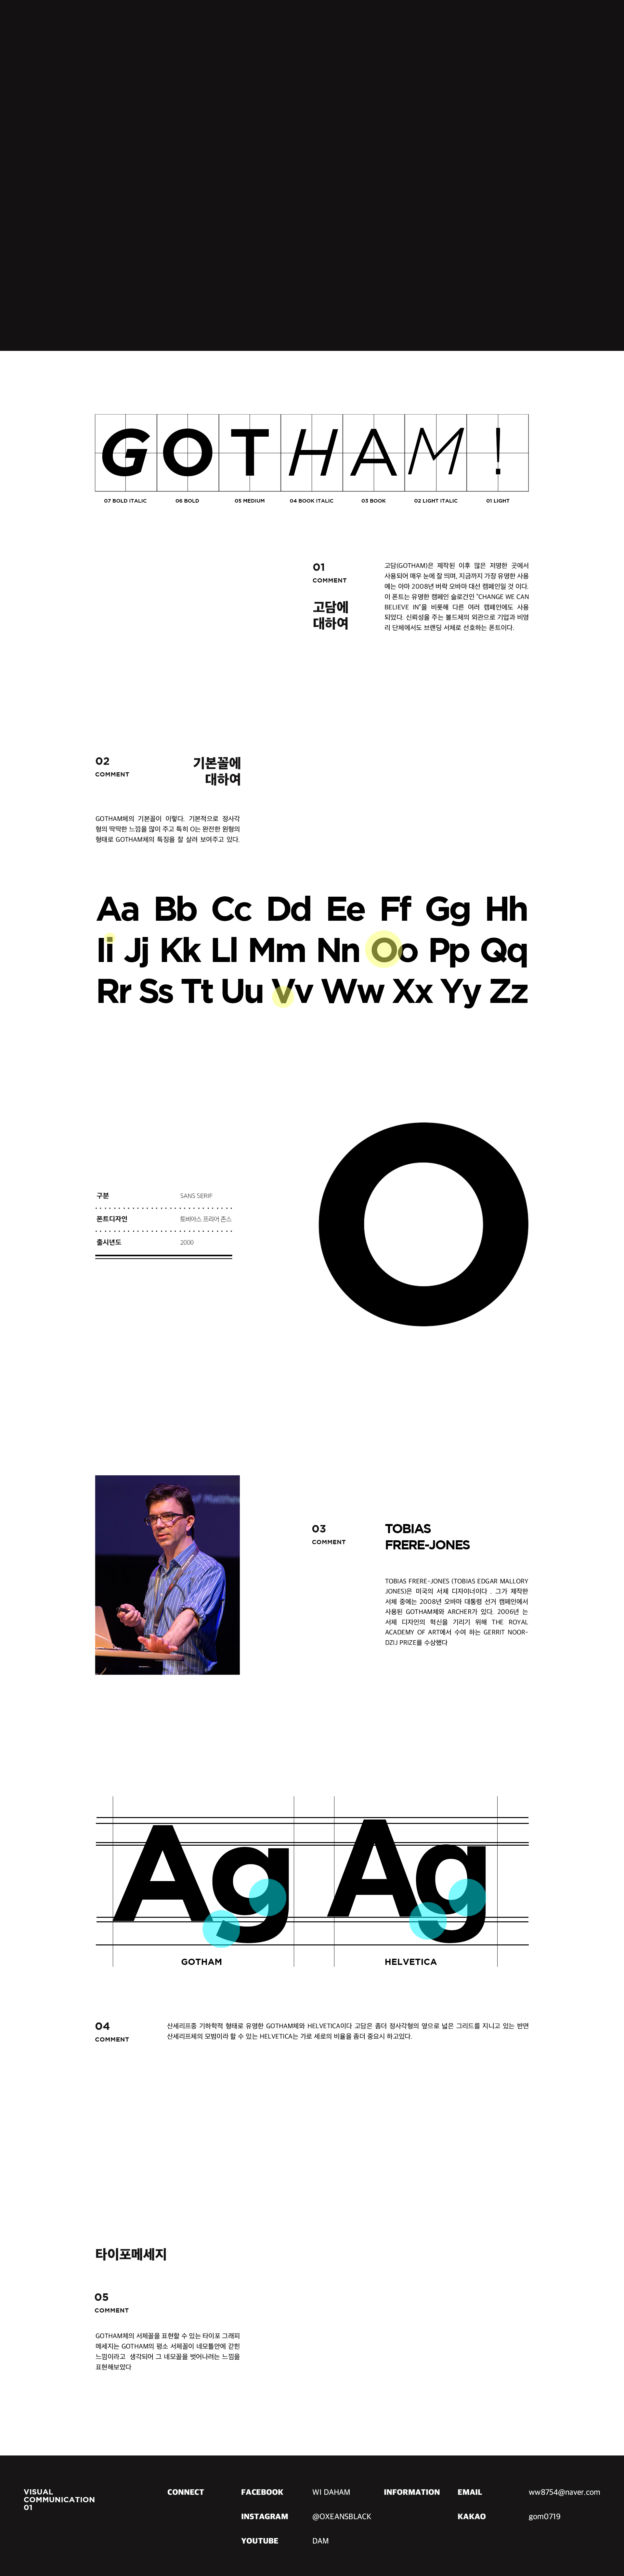 GOTHAM!
07 BOLD ITALIC 06 BOLD 05 MEDIUM 04 BOOK ITALIC 03 BOOK 02 LIGHT ITALIC 01 LIGHT
01
COMMENT
고담에
대하여
고담(GOTHAM)은 제작된 이후 많은 저명한 곳에서
사용되어 매우 눈에 잘 띄며, 지금까지 가장 유명한 사용
예는 아마 2008년 버락 오바마 대선 캠페인일 것 이다.
이 폰트는 유명한 캠페인 슬로건인 "CHANGE WE CAN
BELIEVE IN"을 비롯해 다른 여러 캠페인에도 사용
되었다. 신뢰성을 주는 볼드체의 외관으로 기업과 비영
리 단체에서도 브랜딩 서체로 선호하는 폰트이다.
02
COMMENT
기본꼴에
대하여
GOTHAM체의 기본꼴이 이렇다. 기본적으로 정사각
형의 딱딱한 느낌을 많이 주고 특히 O는 완전한 원형의
형태로 GOTHAM체의 특징을 잘 살려 보여주고 있다.
Aa Bb Cc Dd Ee Ff Gg Hh
Ii Jj Kk Ll Mm Nn Oo Pp Qq
Rr Ss Tt Uu Vv Ww Xx Yy Zz
구분 SANS SERIF
폰트디자인 토바이스 프리어 존스
출시년도 2000
O
of Matthew
03
COMMENT
TOBIAS
FRERE-JONES
TOBIAS FRERE-JONES (TOBIAS EDGAR MALLORY
JONES)은 미국의 서체 디자이너이다 . 그가 제작한
서체 중에는 2008년 오바마 대통령 선거 캠페인에서
사용된 GOTHAM체와 ARCHER가 있다. 2006년 는
서체 디자인의 혁신을 기리기 위해 THE ROYAL
ACADEMY OF ART에서 수여 하는 GERRIT NOOR-
DZIJ PRIZE를 수상했다
Ag Ag
GOTHAM HELVETICA
04
COMMENT
산세리프중 기하학적 형태로 유명한 GOTHAM체와 HELVETICA이다 고담은 좀더 정사각형의 옆으로 넓은 그리드를 지니고 있는 반면
산세리프체의 모범이라 할 수 있는 HELVETICA는 가로 세로의 비율을 좀더 중요시 하고있다.
타이포메세지
05
COMMENT
GOTHAM체의 서체꼴을 표현할 수 있는 타이포 그래피
메세지는 GOTHAM의 평소 서체꼴이 네모틀안에 갇힌
느낌이라고 생각되어 그 네모꼴을 벗어나려는 느낌을
표현해보았다
VISUAL
COMMUNICATION
01
CONNECT
FACEBOOK WI DAHAM
INSTAGRAM @OXEANSBLACK
YOUTUBE DAM
INFORMATION
EMAIL ww8754@naver.com
KAKAO gom0719